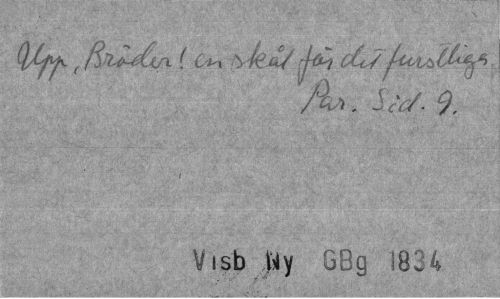 Upp, Bröder! en skål för det furstliga
Par. Sid. 9.
Visb Ny GBg 1834